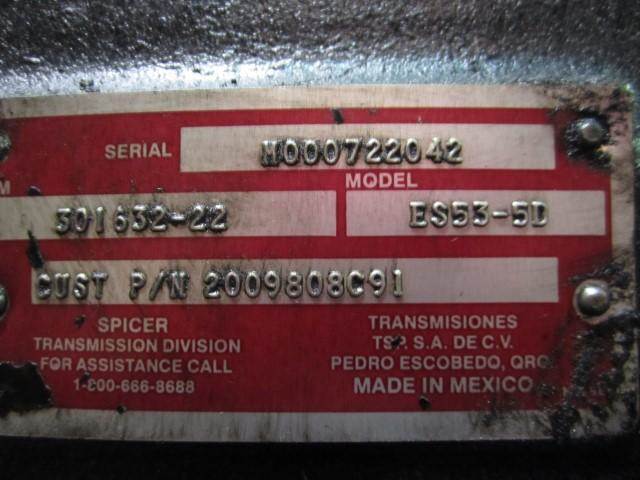 SERIAL M000722042
M MODEL
301632-22 ES53-5D
CUST P/N 2009808C91
SPICER
TRANSMISSION DIVISION
FOR ASSISTANCE CALL
1-800-666-8688
TRANSMISIONES
TSP, S.A. DE C.V.
PEDRO ESCOBEDO, QRO.
MADE IN MEXICO